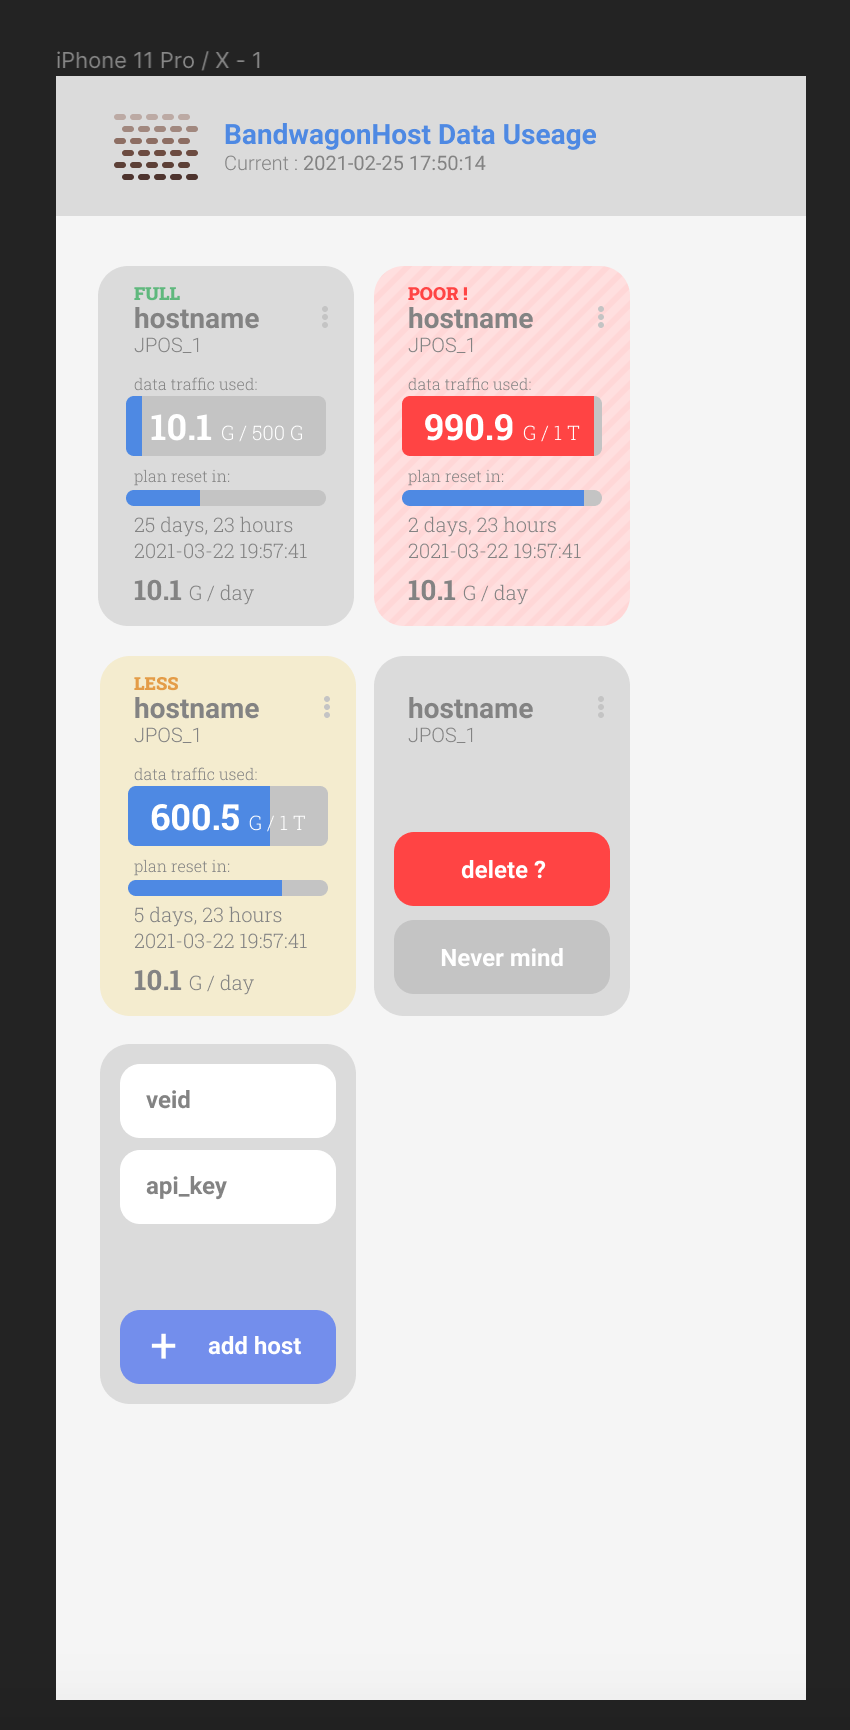 iPhone 11 Pro / X - 1
BandwagonHost Data Useage
Current : 2021-02-25 17:50:14
FULL
hostname
JPOS_1
data traffic used:
10.1 G / 500 G
plan reset in:
25 days, 23 hours
2021-03-22 19:57:41
10.1 G / day
POOR !
hostname
JPOS_1
data traffic used:
990.9 G / 1 T
plan reset in:
2 days, 23 hours
2021-03-22 19:57:41
10.1 G / day
LESS
hostname
JPOS_1
data traffic used:
600.5 G / 1 T
plan reset in:
5 days, 23 hours
2021-03-22 19:57:41
10.1 G / day
hostname
JPOS_1
delete ?
Never mind
veid
api_key
+ add host